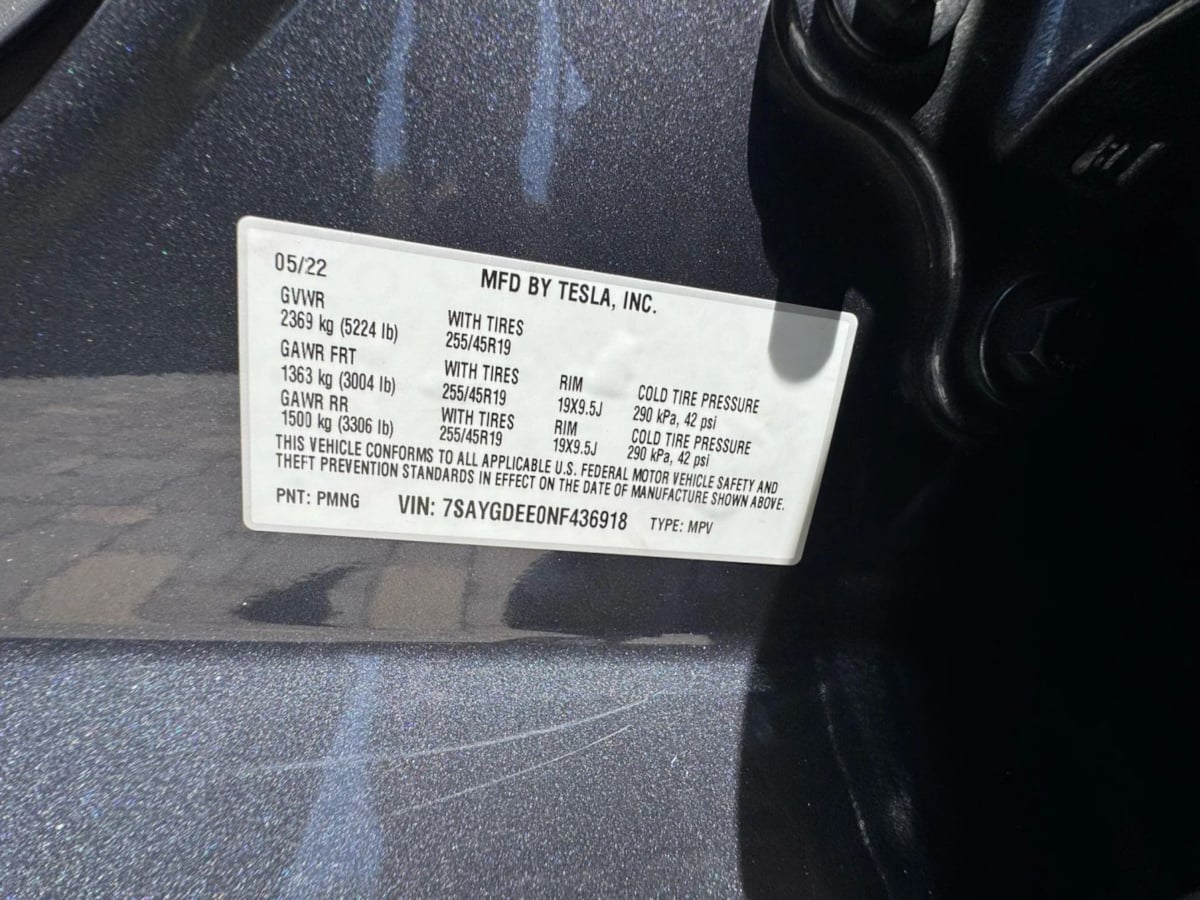 05/22
MFD BY TESLA, INC.
GVWR
2369 kg (5224 lb)
WITH TIRES
255/45R19
GAWR FRT
1363 kg (3004 lb)
WITH TIRES
255/45R19
RIM
19X9.5J
COLD TIRE PRESSURE
290 kPa, 42 psi
GAWR RR
1500 kg (3306 lb)
WITH TIRES
255/45R19
RIM
19X9.5J
COLD TIRE PRESSURE
290 kPa, 42 psi
THIS VEHICLE CONFORMS TO ALL APPLICABLE U.S. FEDERAL MOTOR VEHICLE SAFETY AND
THEFT PREVENTION STANDARDS IN EFFECT ON THE DATE OF MANUFACTURE SHOWN ABOVE.
PNT: PMNG VIN: 7SAYGDEE0NF436918 TYPE: MPV